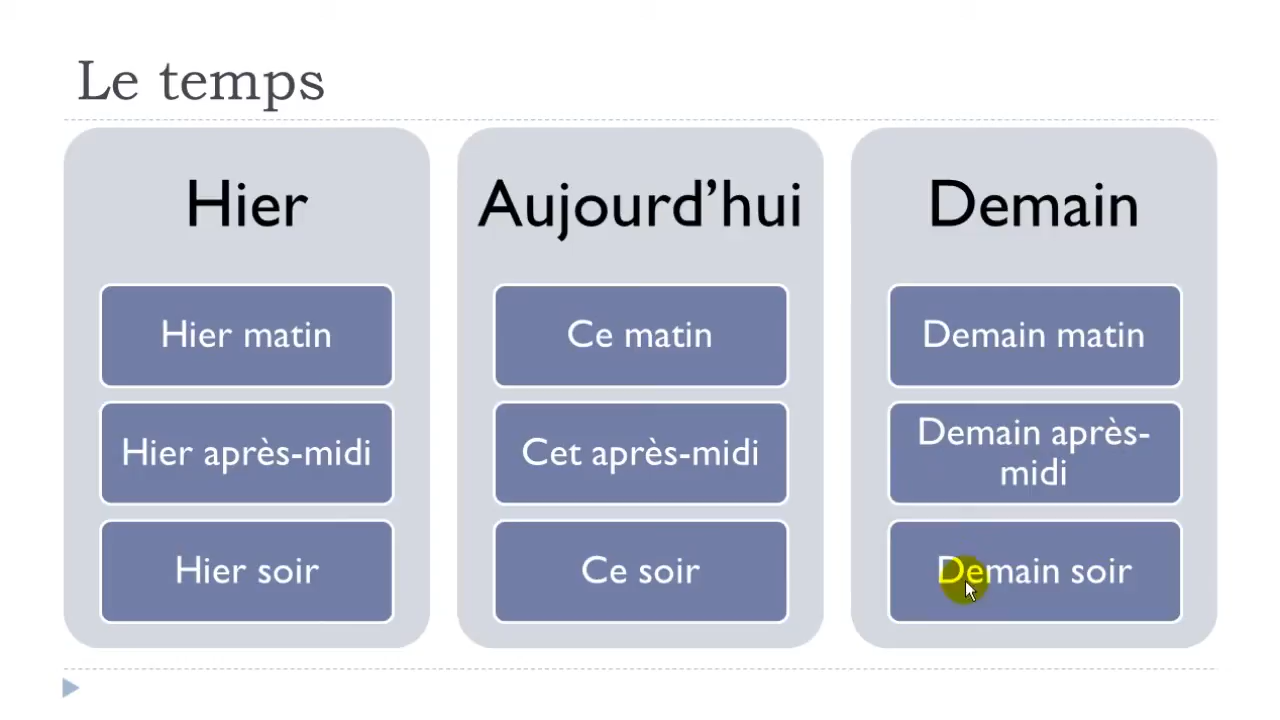 Le temps
Hier
Hier matin
Hier après-midi
Hier soir
Aujourd’hui
Ce matin
Cet après-midi
Ce soir
Demain
Demain matin
Demain après-
midi
Demain soir